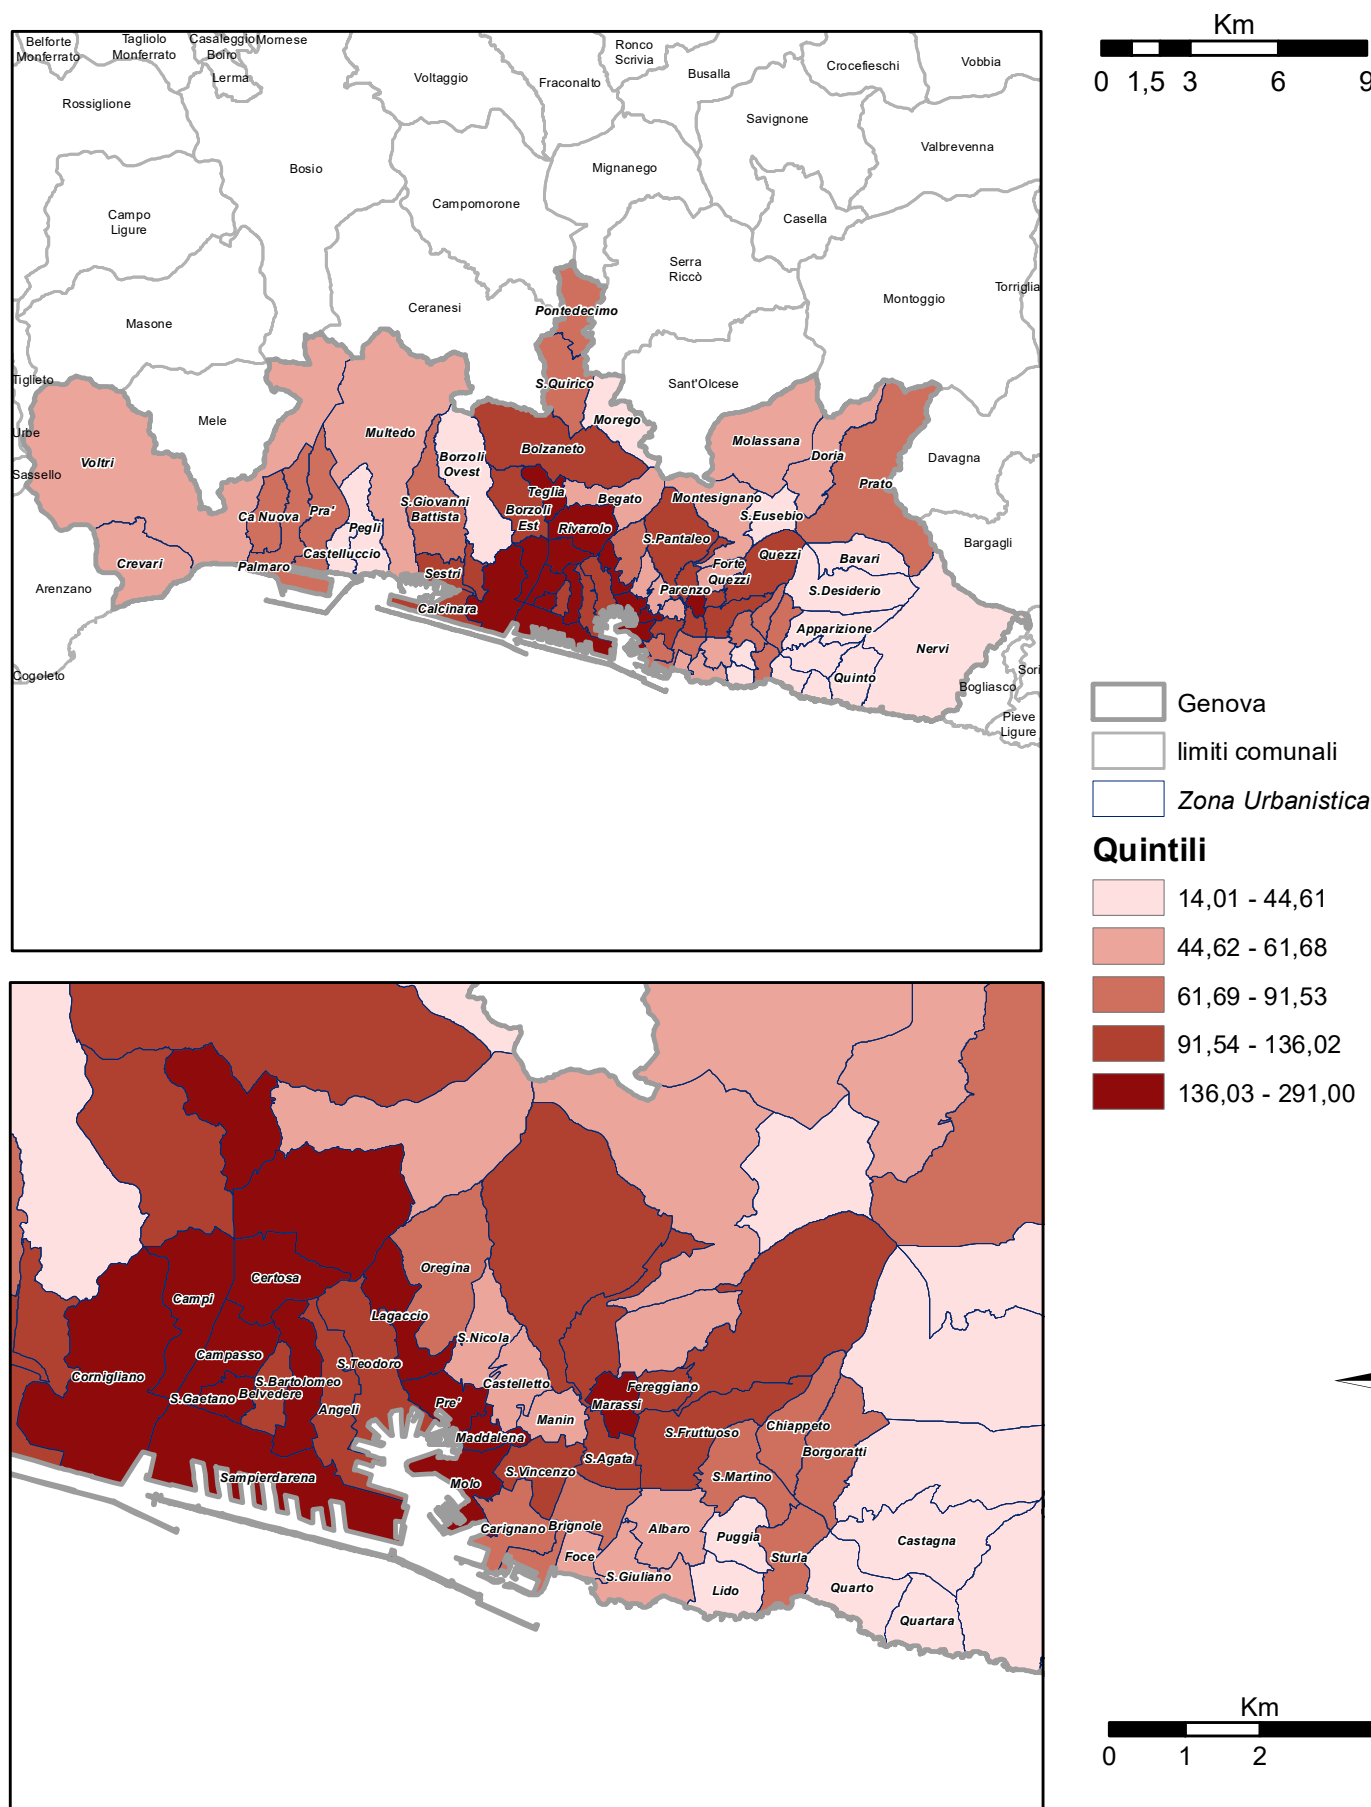 Belforte
Monferrato
Tagliolo
Monferrato
Casaleggio
Boiro
Mornese
Lerma
Rossiglione
Voltaggio
Fraconalto
Ronco
Scrivia
Busalla
Crocefieschi
Vobbia
Savignone
Valbrevenna
Bosio
Mignanego
Campomorone
Casella
Campo
Ligure
Serra
Riccò
Torriglia
Montoggio
Masone
Ceranesi
Pontedecimo
Tiglieto
S.Quirico
Sant'Olcese
Mele
Morego
Urbe
Multedo
Molassana
Bolzaneto
Borzoli
Ovest
Doria
Davagna
Voltri
Sassello
Prato
Teglia
Begato
Montesignano
S.Giovanni
Battista
Ca Nuova
Pra'
Borzoli
Est
S.Eusebio
Pegli
Rivarolo
S.Pantaleo
Bargagli
Castelluccio
Quezzi
Bavari
Crevari
Palmaro
Forte
Quezzi
Sestri
Arenzano
Parenzo
S.Desiderio
Calcinara
Apparizione
Nervi
Cogoleto
Quinto
Sori
Bogliasco
Pieve
Ligure
Km
0 1,5 3 6 9
Genova
limiti comunali
Zona Urbanistica
Quintili
14,01 - 44,61
44,62 - 61,68
61,69 - 91,53
91,54 - 136,02
136,03 - 291,00
Oregina
Certosa
Campi
Lagaccio
S.Nicola
Campasso
S.Teodoro
Cornigliano
S.Bartolomeo
Castelletto
Fereggiano
S.Gaetano
Belvedere
Pre'
Marassi
Angeli
Manin
Chiappeto
Maddalena
S.Fruttuoso
Borgoratti
S.Agata
S.Vincenzo
Sampierdarena
Molo
S.Martino
Carignano
Brignole
Albaro
Puggia
Castagna
Foce
Sturla
S.Giuliano
Lido
Quarto
Quartara
Km
0 1 2